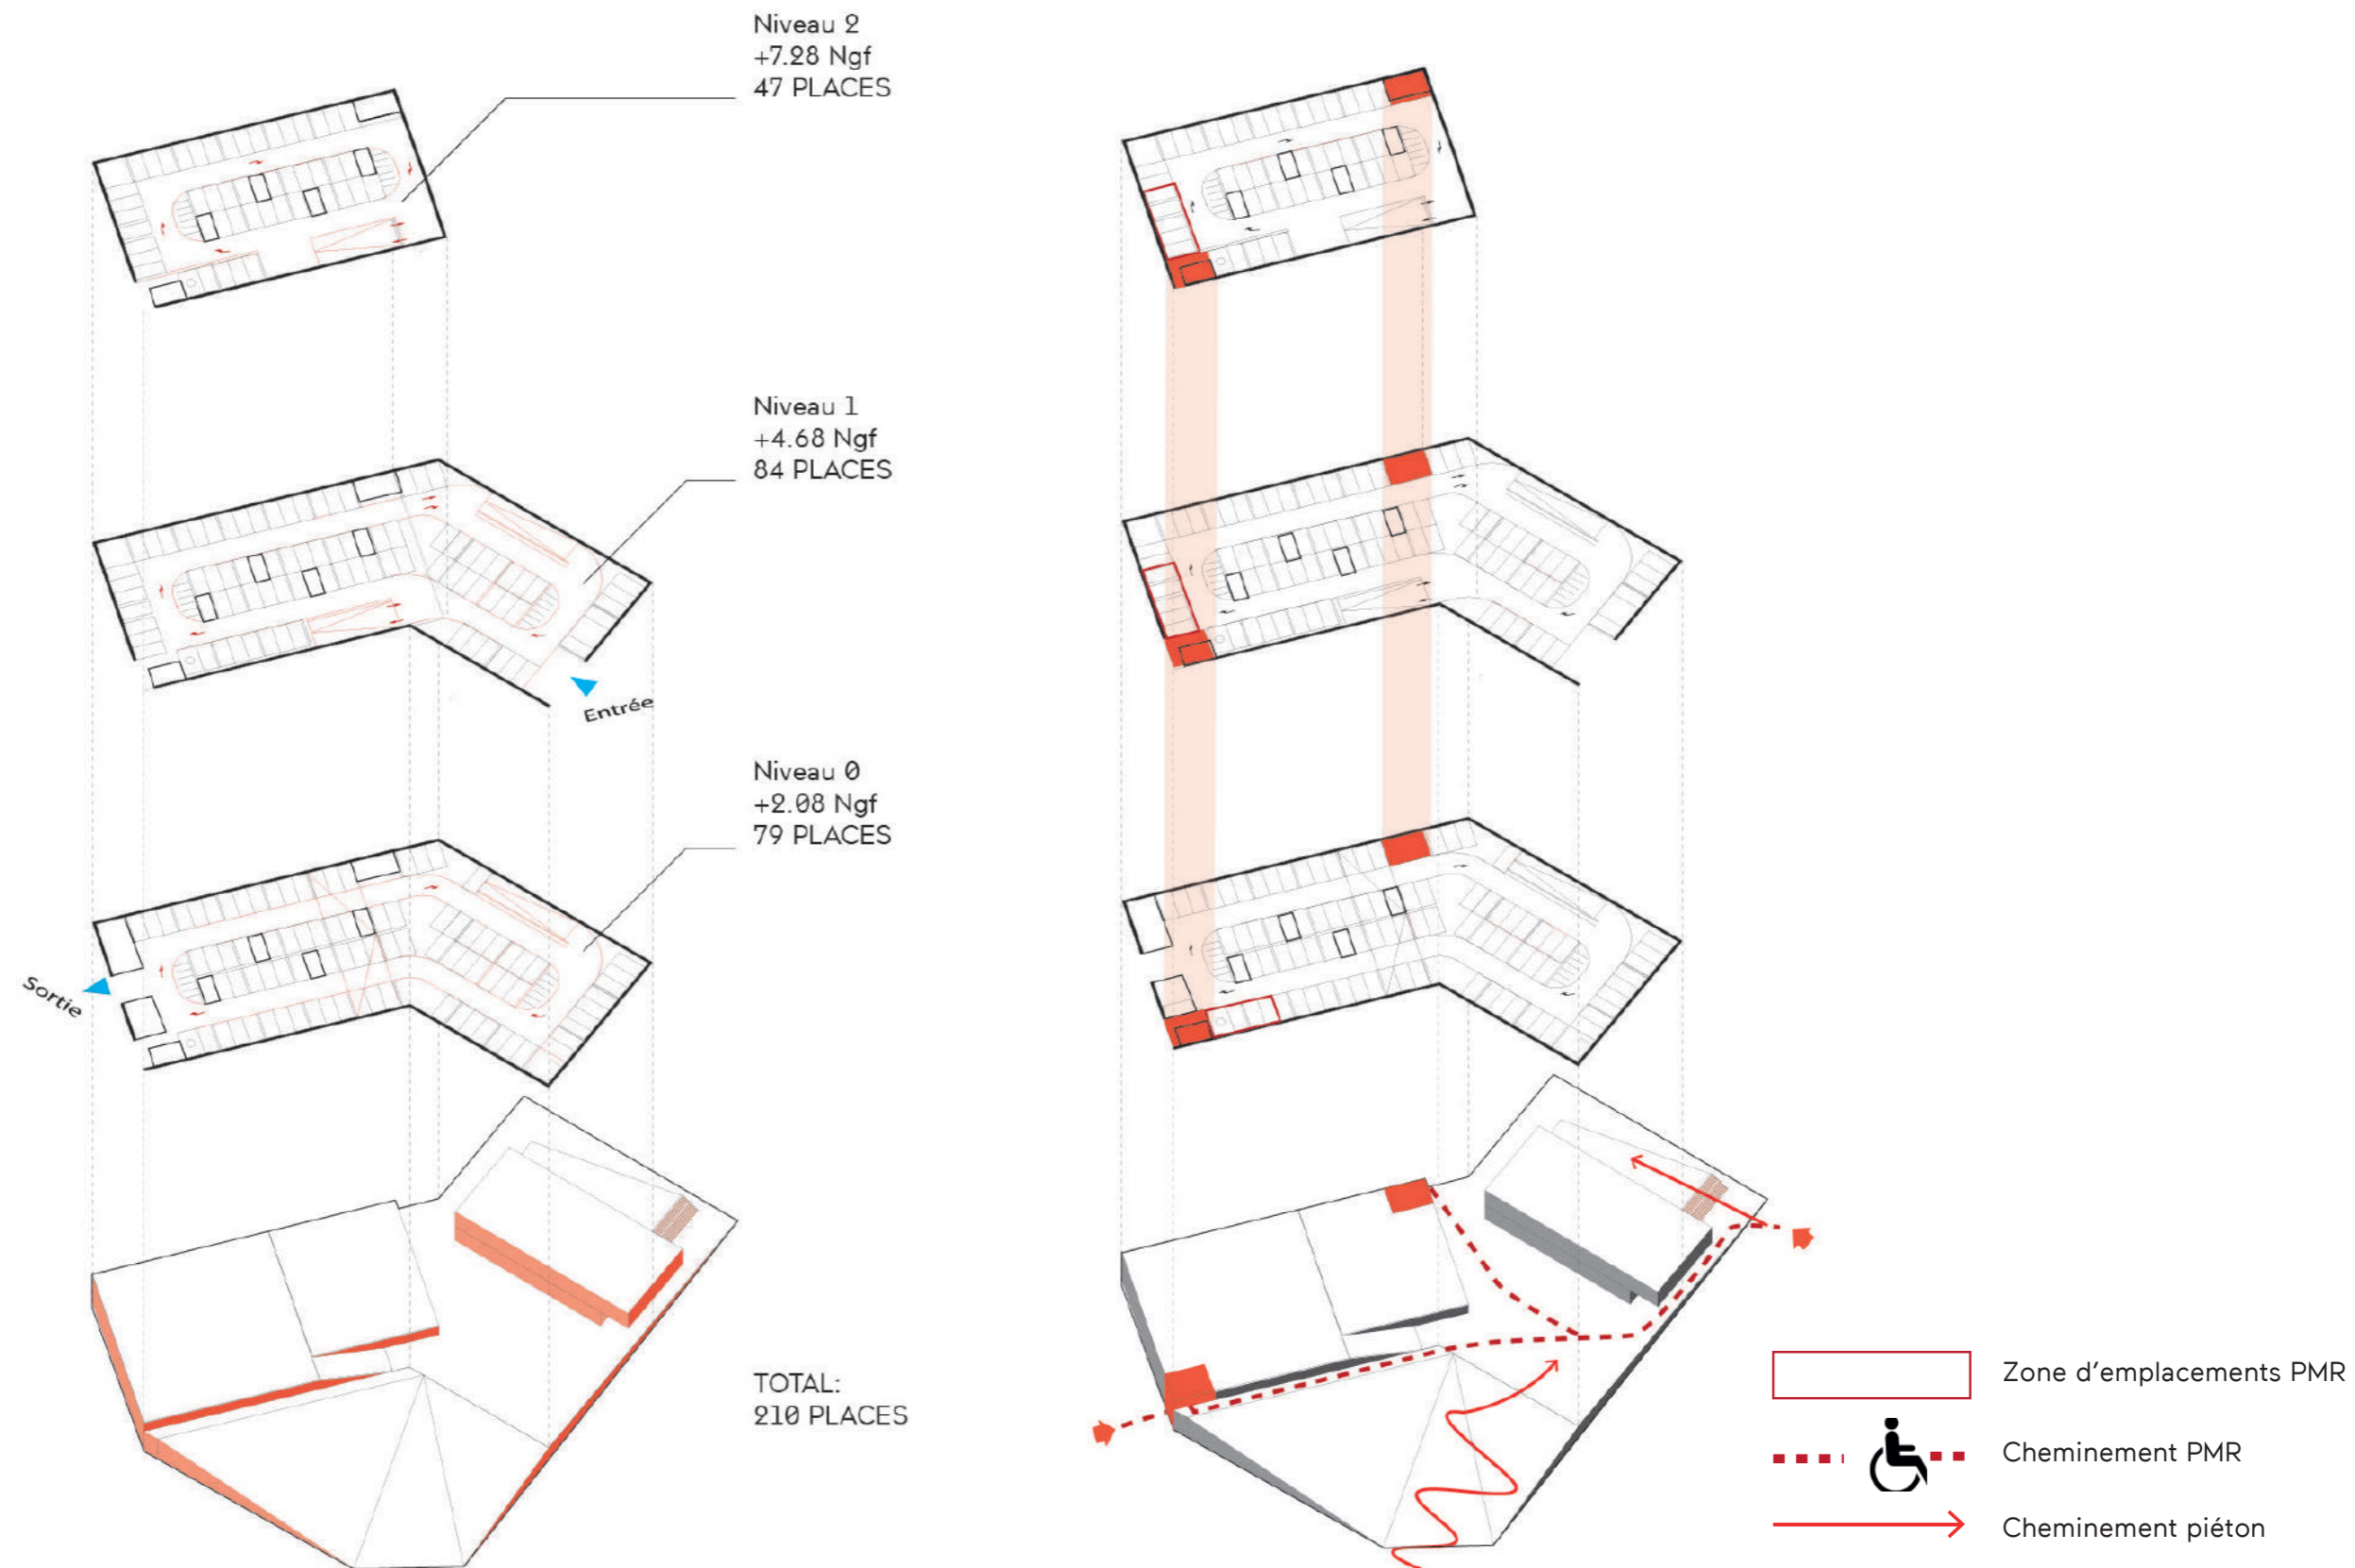 Niveau 2
+7.28 Ngf
47 PLACES
Niveau 1
+4.68 Ngf
84 PLACES
Entrée
Niveau 0
+2.08 Ngf
79 PLACES
Sortie
TOTAL:
210 PLACES
Zone d'emplacements PMR
Cheminement PMR
Cheminement piéton